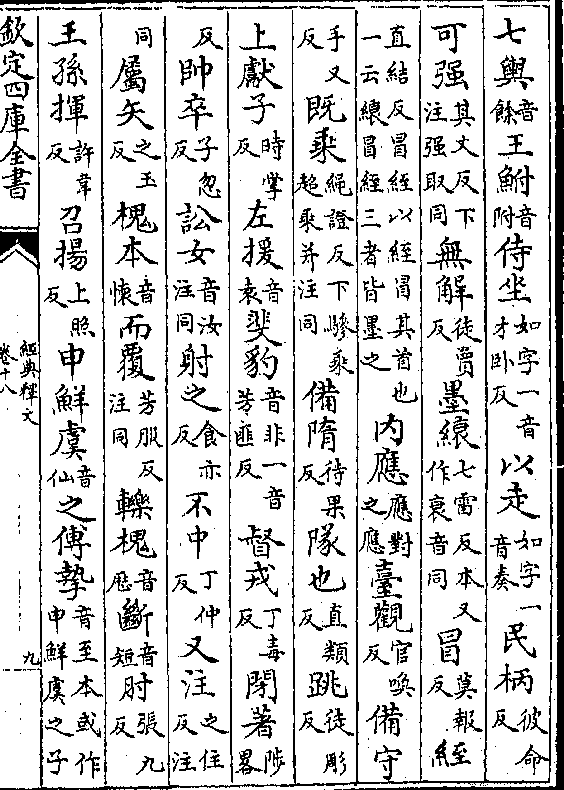 七輿音餘王鮒音附侍坐如字一音才卧反以走如字一音奏民柄彼命反
可强其丈反下注强取同無解徒賣反墨縗七雷反本又作衰音同冒莫報反絰
直結反冒絰以絰冒其首也一云縗冒絰三者皆墨之内應應對之應臺觀官喚反備守
手又反既乘繩證反下驂乘超乘并注同備隋待果反隊也直類反跳徒彫反
上獻子時掌反左援音袁斐豹音非一音芳匪反督戎丁毒反閉著陟畧
反帥卒子忽反訟女音汝注同射之食亦反不中丁仲反又注之住反注
同屬矢之玉反槐本音懷而覆芳服反注同轢槐音歴斷音短肘張九反
王孫揮許韋反召揚上照反申鮮虞音仙之傅摯音至本或作申鮮虞之子
欽定四庫全書
經典釋文
卷十八
九